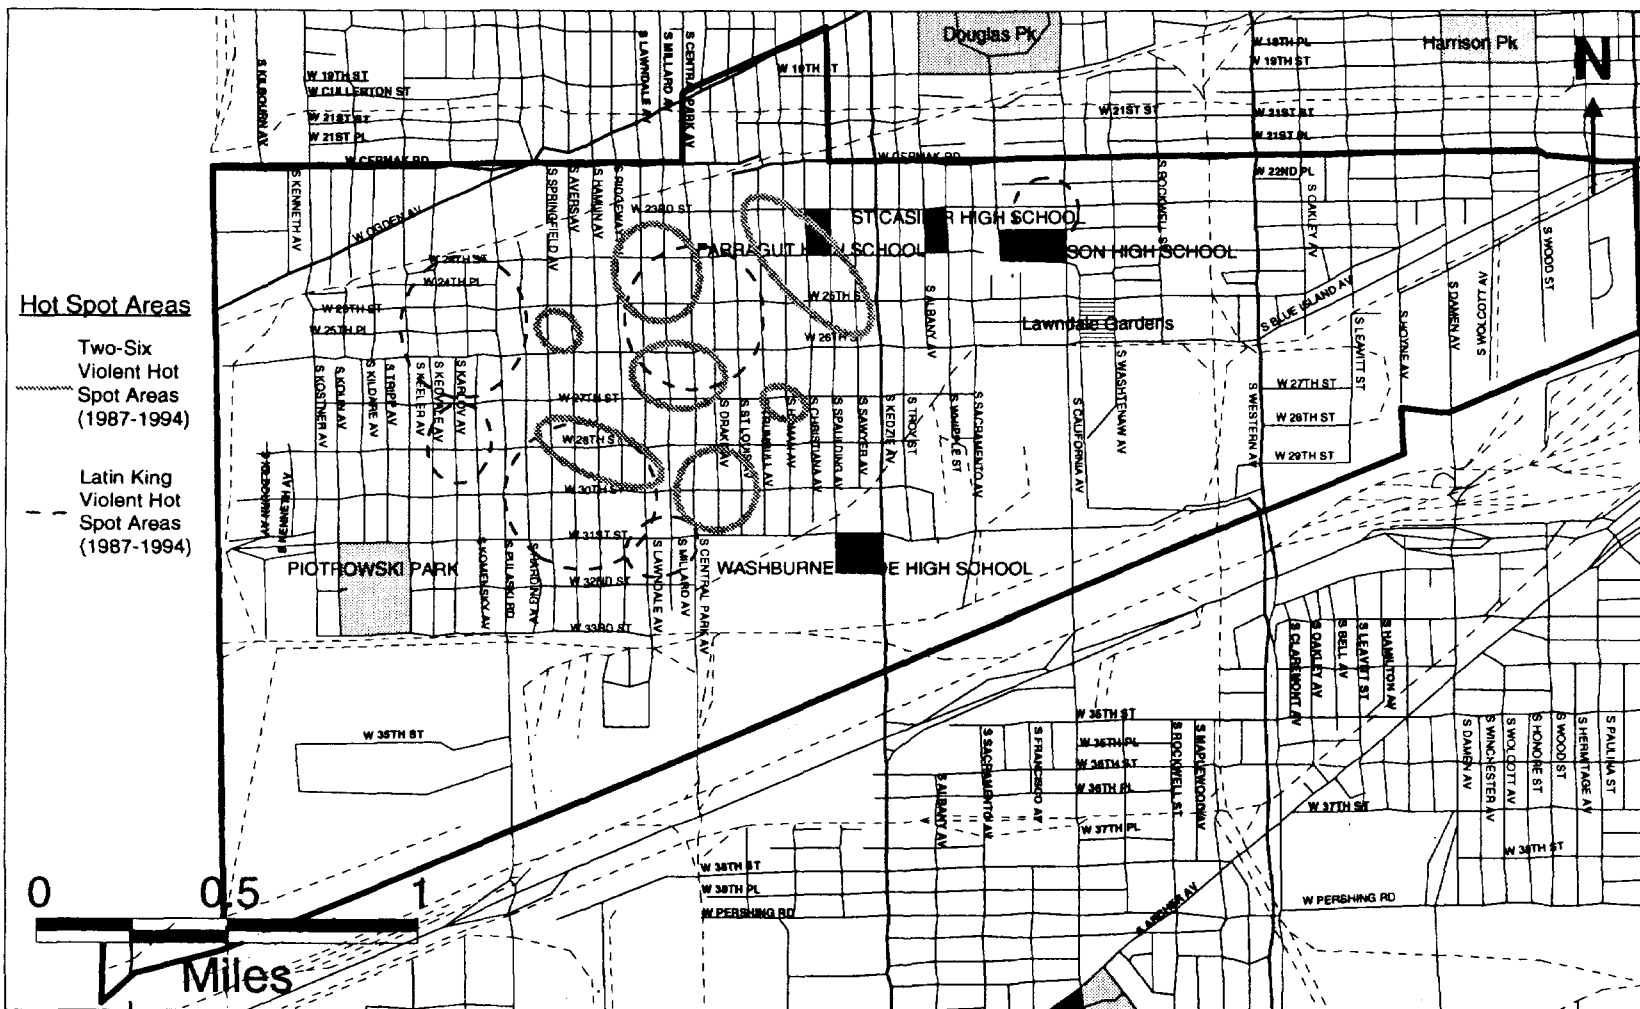 Douglas Pk
Harrison Pk
N
S KILBOURN AV
W 19TH ST
W CULLERTON ST
W 21ST ST
W 21ST PL
W CERMAK RD
S LAWNDALE AV
S MILLARD AV
S CENTRAL PARK AV
W 19TH ST
W 18TH PL
W 19TH ST
W 21ST ST
W 21ST ST
W 21ST PL
W CERMAK RD
W 22ND PL
S KENNETH AV
W OGDEN AV
S SPRINGFIELD AV
S AVERS AV
S HAMLIN AV
S RIDGEWAY
W 23RD ST
ST CASI
R HIGH SCHOOL
FARRAGUT H
H SCHOOL
SON HIGH SCHOOL
S ROCKWELL S
S OAKLEY AV
S WOOD ST
W 24TH ST
W 24TH PL
W 25TH ST
W 25TH PL
W 25TH S
W 26TH S
S ALBANY AV
Lawndale Gardens
S BLUE ISLAND AV
S LEAVITT ST
S HOYNE AV
S DAMEN AV
S WOLCOTT AV
Hot Spot Areas
Two-Six
Violent Hot
Spot Areas
(1987-1994)
Latin King
Violent Hot
Spot Areas
(1987-1994)
S KOSTNER AV
S KOLIN AV
S KILDARE AV
S TRIPP AV
S KEELER AV
S KEDVALE AV
S KARLOV AV
W 27TH ST
W 28TH ST
W 30TH ST
W 31ST ST
W 32ND ST
W 33RD ST
S DRAKE AV
S ST LOUIS AV
S TRUMBULL AV
S HOMAN AV
S CHRISTIANA AV
S SPAULDING AV
S SAWYER AV
S KEDZIE AV
S TROY ST
S WHIPPLE ST
S SACRAMENTO AV
S CALIFORNIA AV
S WASHTENAW AV
S WESTERN AV
W 27TH ST
W 28TH ST
W 29TH ST
S KILBOURN AV
S KENNETH AV
PIOTROWSKI PARK
S KOMENSKY AV
S PULASKI RD
S HARDING AV
S LAWNDALE AV
S MILLARD AV
S CENTRAL PARK AV
WASHBURNE
DE HIGH SCHOOL
S CLAREMONT AV
S OAKLEY AV
S BELL AV
S LEAVITT ST
S HAMILTON AV
W 35TH ST
W 35TH ST
W 35TH PL
W 36TH ST
W 36TH PL
W 37TH PL
W 37TH ST
S ALBANY AV
S SACRAMENTO AV
S FRANCISCO AV
S ROCKWELL ST
S MAPLEWOOD AV
S DAMEN AV
S WINCHESTER AV
S WOLCOTT AV
S HONORE ST
S WOOD ST
S HERMITAGE AV
S PAULINA ST
W 38TH ST
W 38TH ST
W 38TH PL
W PERSHING RD
W PERSHING RD
S ARCHER AV
0
0.5
1
Miles